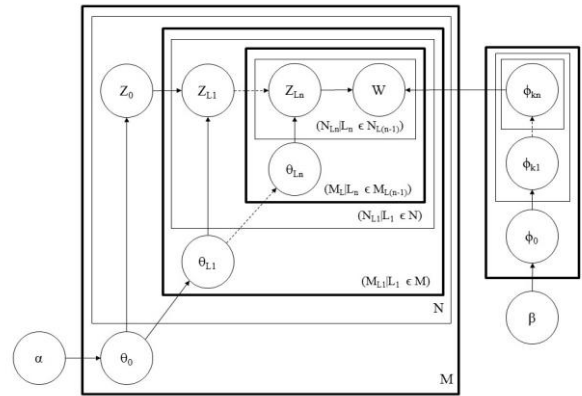 Z0 ZL1 ZLn W ϕkn
(NLn|Ln ϵ NL(n-1))
θLn ϕk1
(ML|Ln ϵ ML(n-1))
(NL1|L1 ϵ N)
θL1 ϕ0
(ML1|L1 ϵ M)
N
β
α θ0
M